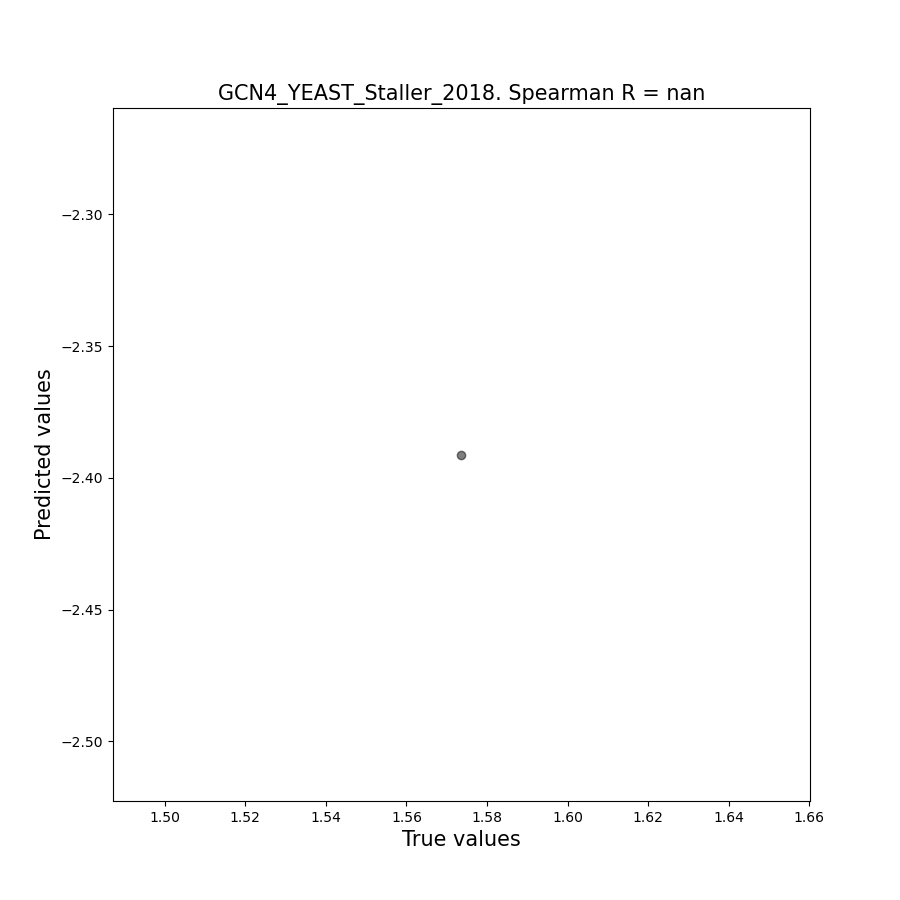 GCN4_YEAST_Staller_2018. Spearman R = nan
Predicted values
−2.30
−2.35
−2.40
−2.45
−2.50
1.50 1.52 1.54 1.56 1.58 1.60 1.62 1.64 1.66
True values